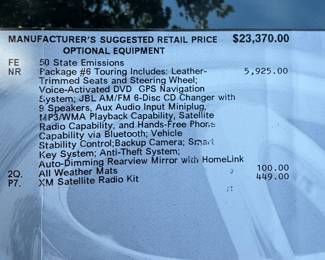 MANUFACTURER'S SUGGESTED RETAIL PRICE $23,370.00
OPTIONAL EQUIPMENT
FE 50 State Emissions
NR Package #6 Touring Includes: Leather- 5,925.00
Trimmed Seats and Steering Wheel;
Voice-Activated DVD GPS Navigation
System; JBL AM/FM 6-Disc CD Changer with
9 Speakers, Aux Audio Input Miniplug,
MP3/WMA Playback Capability, Satellite
Radio Capability, and Hands-Free Phone
Capability via Bluetooth; Vehicle
Stability Control;Backup Camera; Smart
Key System; Anti-Theft System;
Auto-Dimming Rearview Mirror with HomeLink
2Q. All Weather Mats 100.00
P7. XM Satellite Radio Kit 449.00